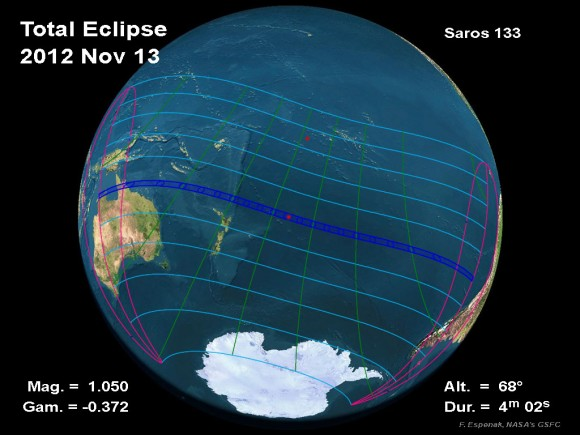 Total Eclipse
2012 Nov 13
Saros 133
Mag. = 1.050
Gam. = -0.372
Alt. = 68°
Dur. = 4ᵐ 02ˢ
F. Espenak, NASA's GSFC